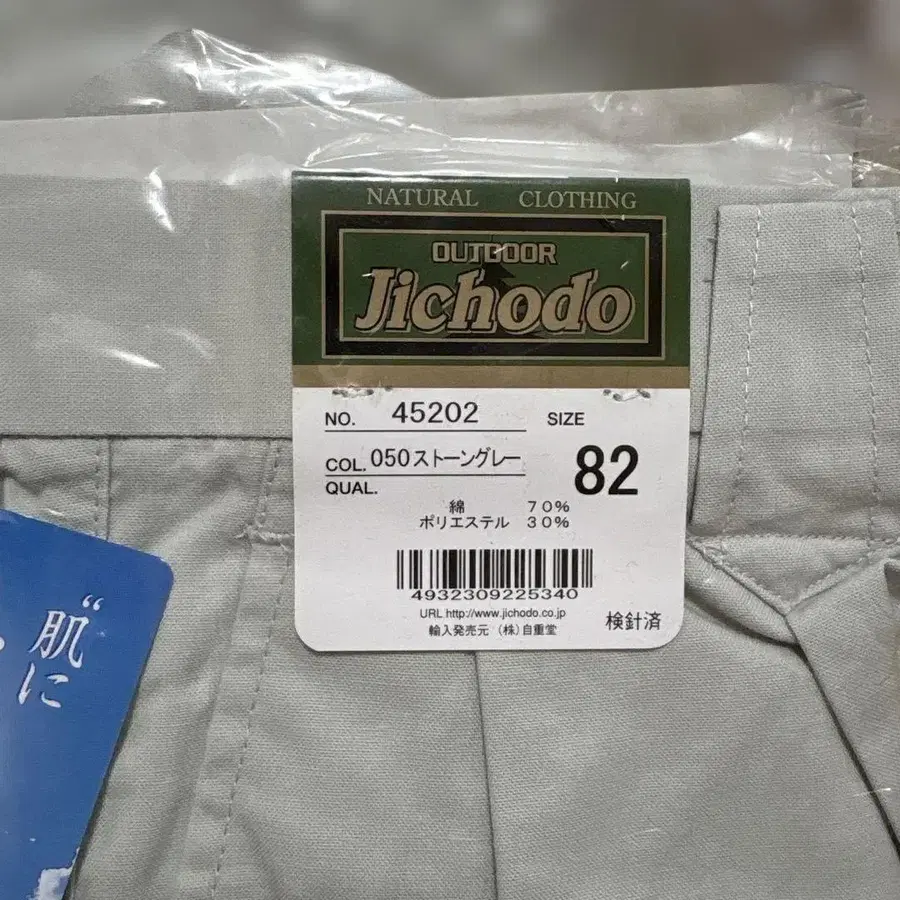 NATURAL CLOTHING
OUTDOOR
Jichodo
NO. 45202
SIZE
82
COL. 050ストーングレー
QUAL.
綿 70%
ポリエステル 30%
4932309225340
URL http://www.jichodo.co.jp
輸入発売元 (株)自重堂
検針済
“肌
に